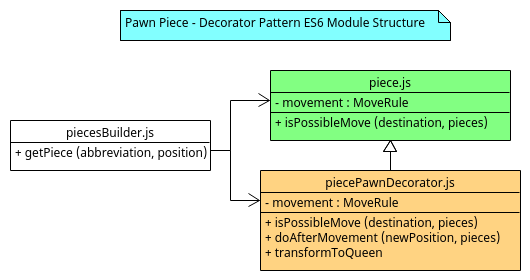 Pawn Piece - Decorator Pattern ES6 Module Structure
piece.js
- movement : MoveRule
+ isPossibleMove (destination, pieces)
piecesBuilder.js
+ getPiece (abbreviation, position)
piecePawnDecorator.js
- movement : MoveRule
+ isPossibleMove (destination, pieces)
+ doAfterMovement (newPosition, pieces)
+ transformToQueen